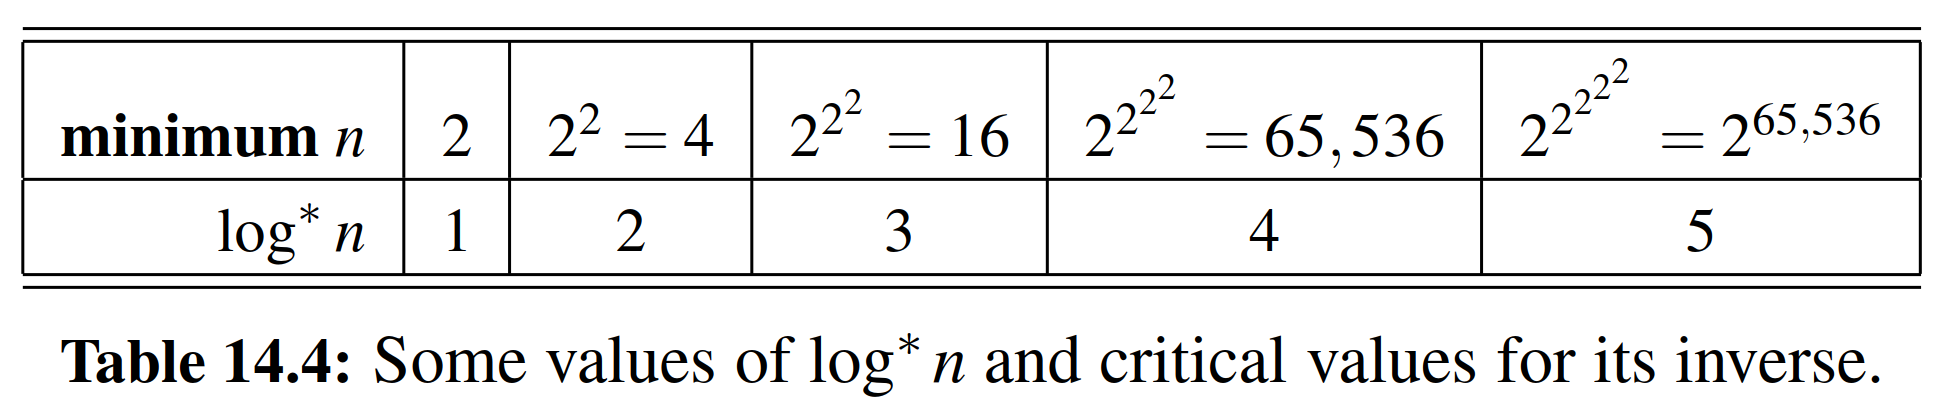 minimum n 2 2² = 4 2^{2^{2}} = 16 2^{2^{2^{2}}} = 65,536 2^{2^{2^{2^{2}}}} = 2^{65,536}
log* n 1 2 3 4 5
Table 14.4: Some values of log* n and critical values for its inverse.